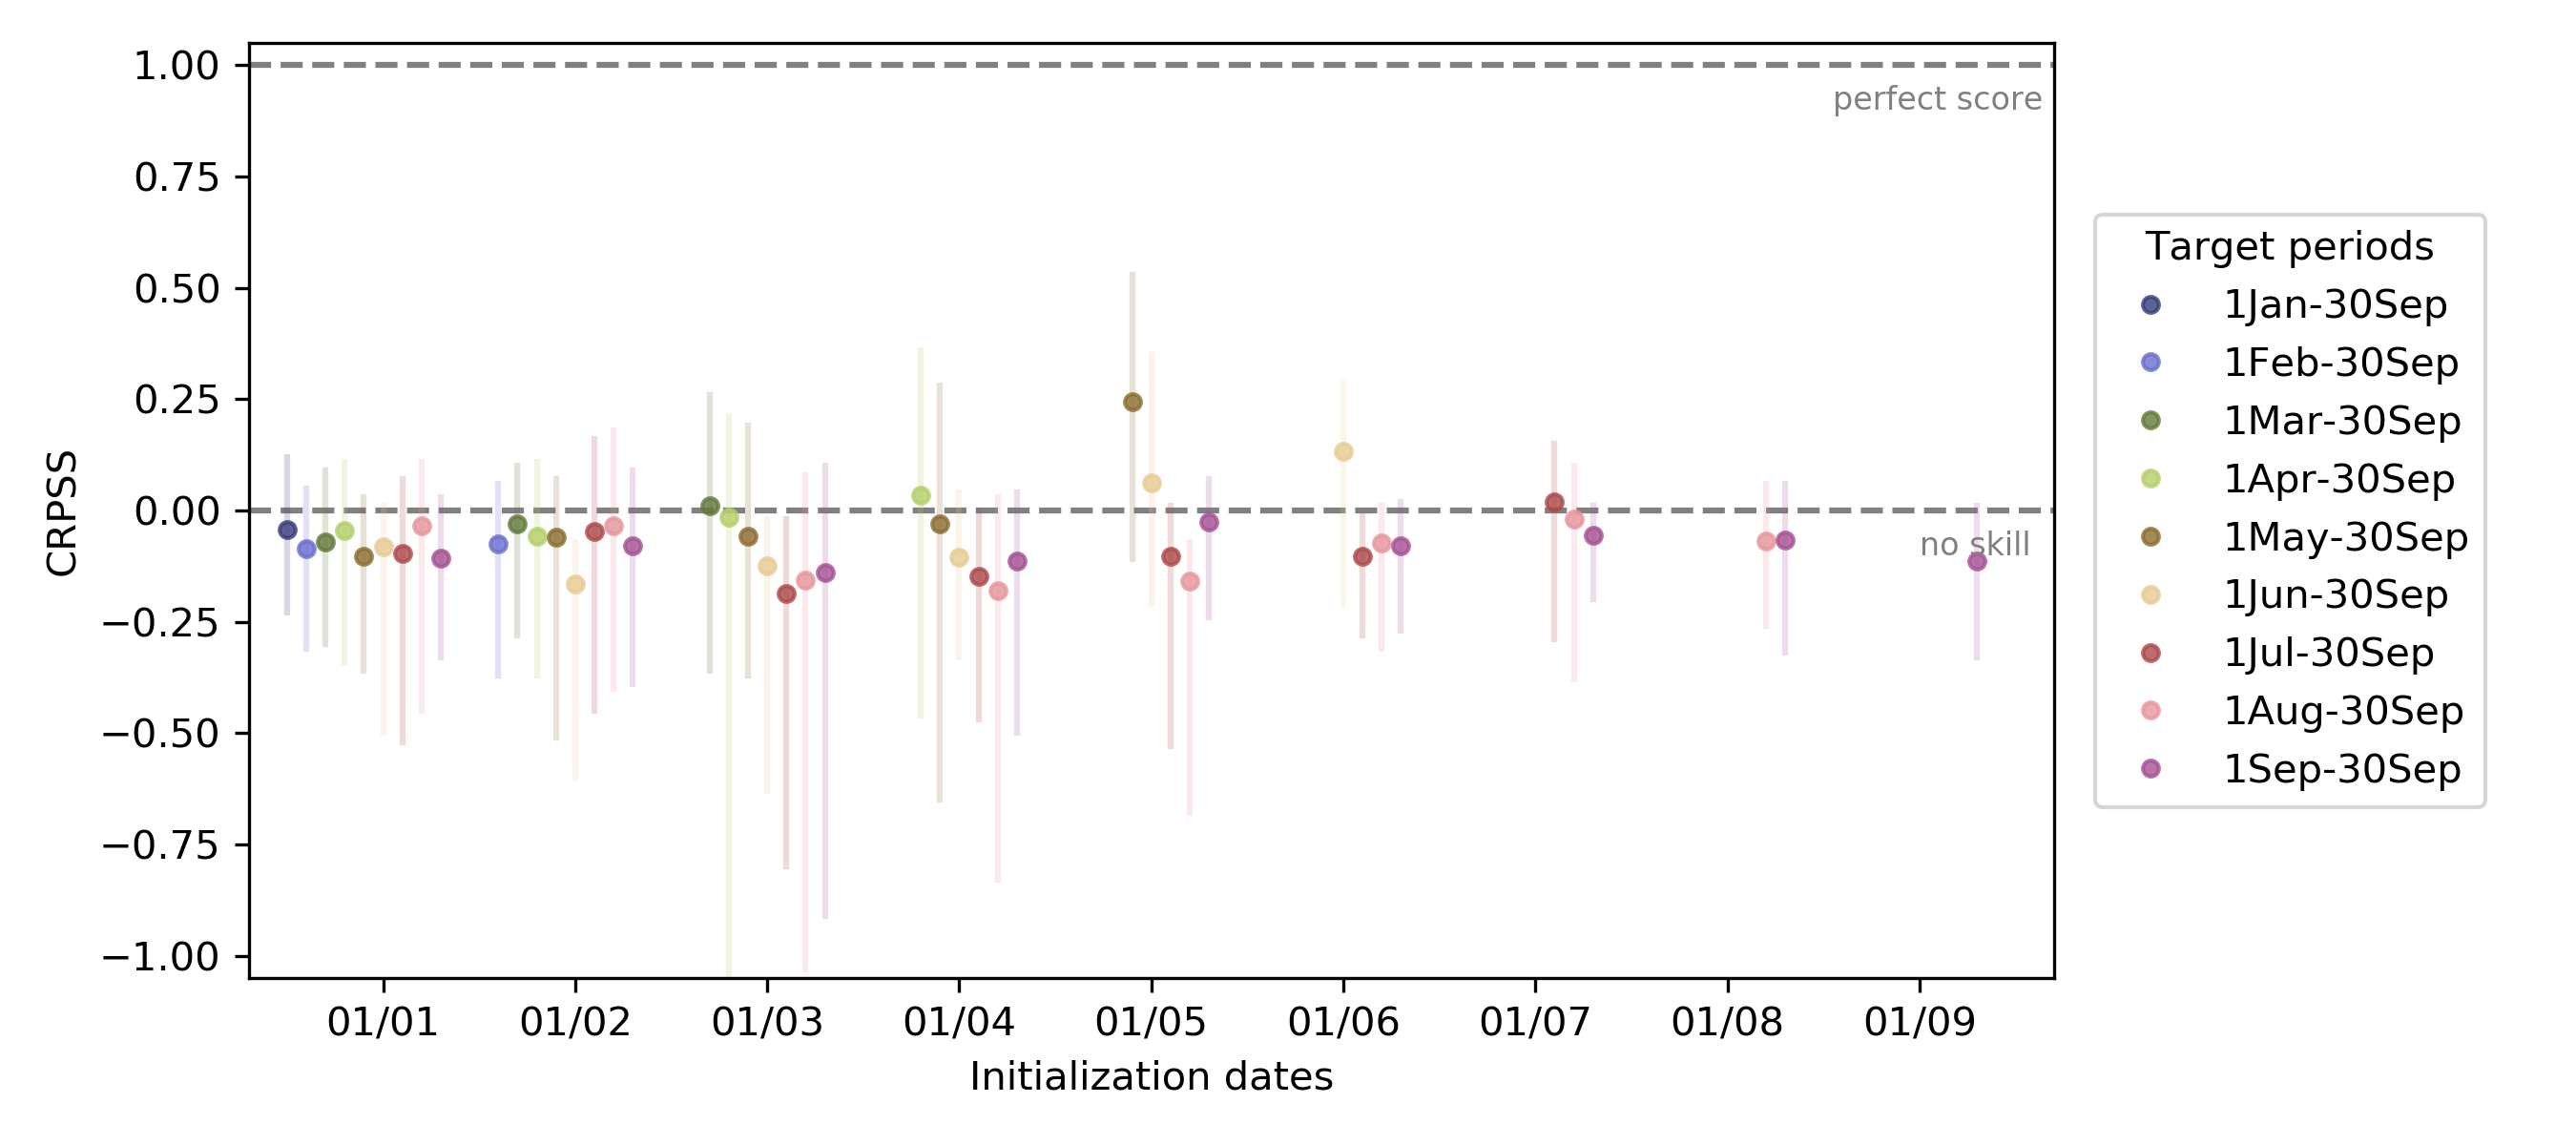 1.00
0.75
0.50
0.25
0.00
−0.25
−0.50
−0.75
−1.00
CRPSS
perfect score
no skill
01/01 01/02 01/03 01/04 01/05 01/06 01/07 01/08 01/09
Initialization dates
Target periods
1Jan-30Sep
1Feb-30Sep
1Mar-30Sep
1Apr-30Sep
1May-30Sep
1Jun-30Sep
1Jul-30Sep
1Aug-30Sep
1Sep-30Sep